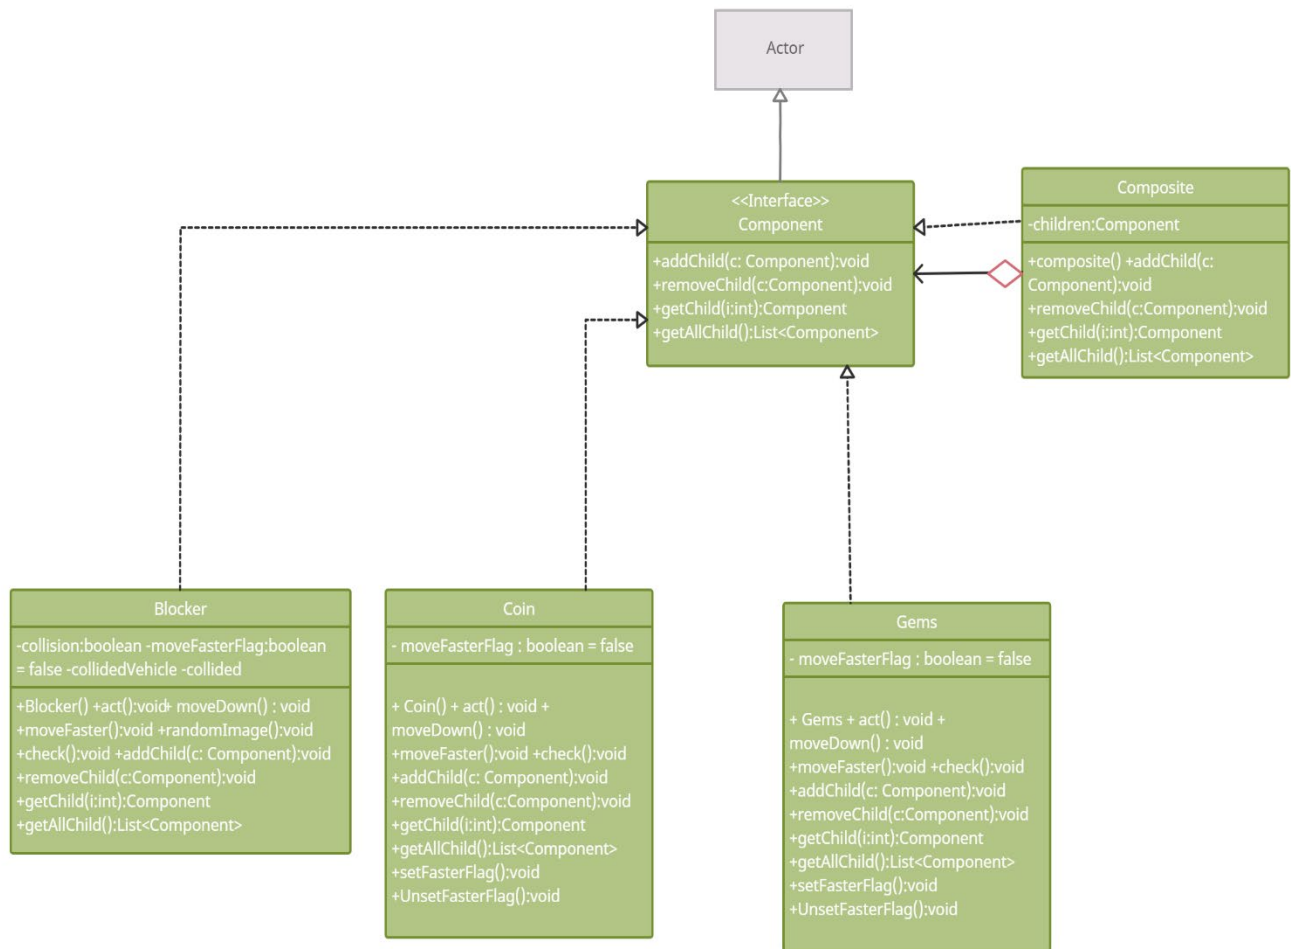 Actor
<<Interface>>
Component
+addChild(c: Component):void
+removeChild(c:Component):void
+getChild(i:int):Component
+getAllChild():List<Component>
Composite
-children:Component
+composite() +addChild(c:
Component):void
+removeChild(c:Component):void
+getChild(i:int):Component
+getAllChild():List<Component>
Blocker
-collision:boolean -moveFasterFlag:boolean
= false -collidedVehicle -collided
+Blocker() +act():void+ moveDown() : void
+moveFaster():void +randomImage():void
+check():void +addChild(c: Component):void
+removeChild(c:Component):void
+getChild(i:int):Component
+getAllChild():List<Component>
Coin
- moveFasterFlag : boolean = false
+ Coin() + act() : void +
moveDown() : void
+moveFaster():void +check():void
+addChild(c: Component):void
+removeChild(c:Component):void
+getChild(i:int):Component
+getAllChild():List<Component>
+setFasterFlag():void
+UnsetFasterFlag():void
Gems
- moveFasterFlag : boolean = false
+ Gems + act() : void +
moveDown() : void
+moveFaster():void +check():void
+addChild(c: Component):void
+removeChild(c:Component):void
+getChild(i:int):Component
+getAllChild():List<Component>
+setFasterFlag():void
+UnsetFasterFlag():void